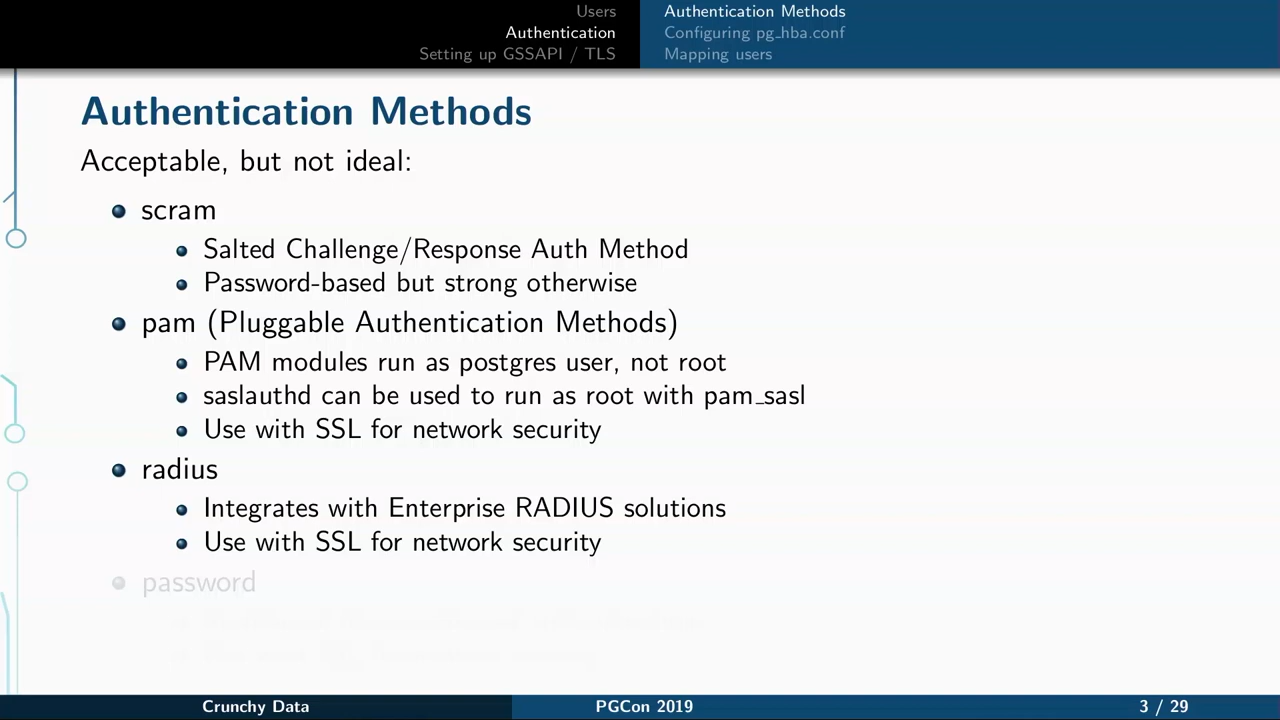 Users
Authentication
Setting up GSSAPI / TLS
Authentication Methods
Configuring pg_hba.conf
Mapping users
Authentication Methods
Acceptable, but not ideal:
scram
Salted Challenge/Response Auth Method
Password-based but strong otherwise
pam (Pluggable Authentication Methods)
PAM modules run as postgres user, not root
saslauthd can be used to run as root with pam_sasl
Use with SSL for network security
radius
Integrates with Enterprise RADIUS solutions
Use with SSL for network security
password
Crunchy Data
PGCon 2019
3 / 29